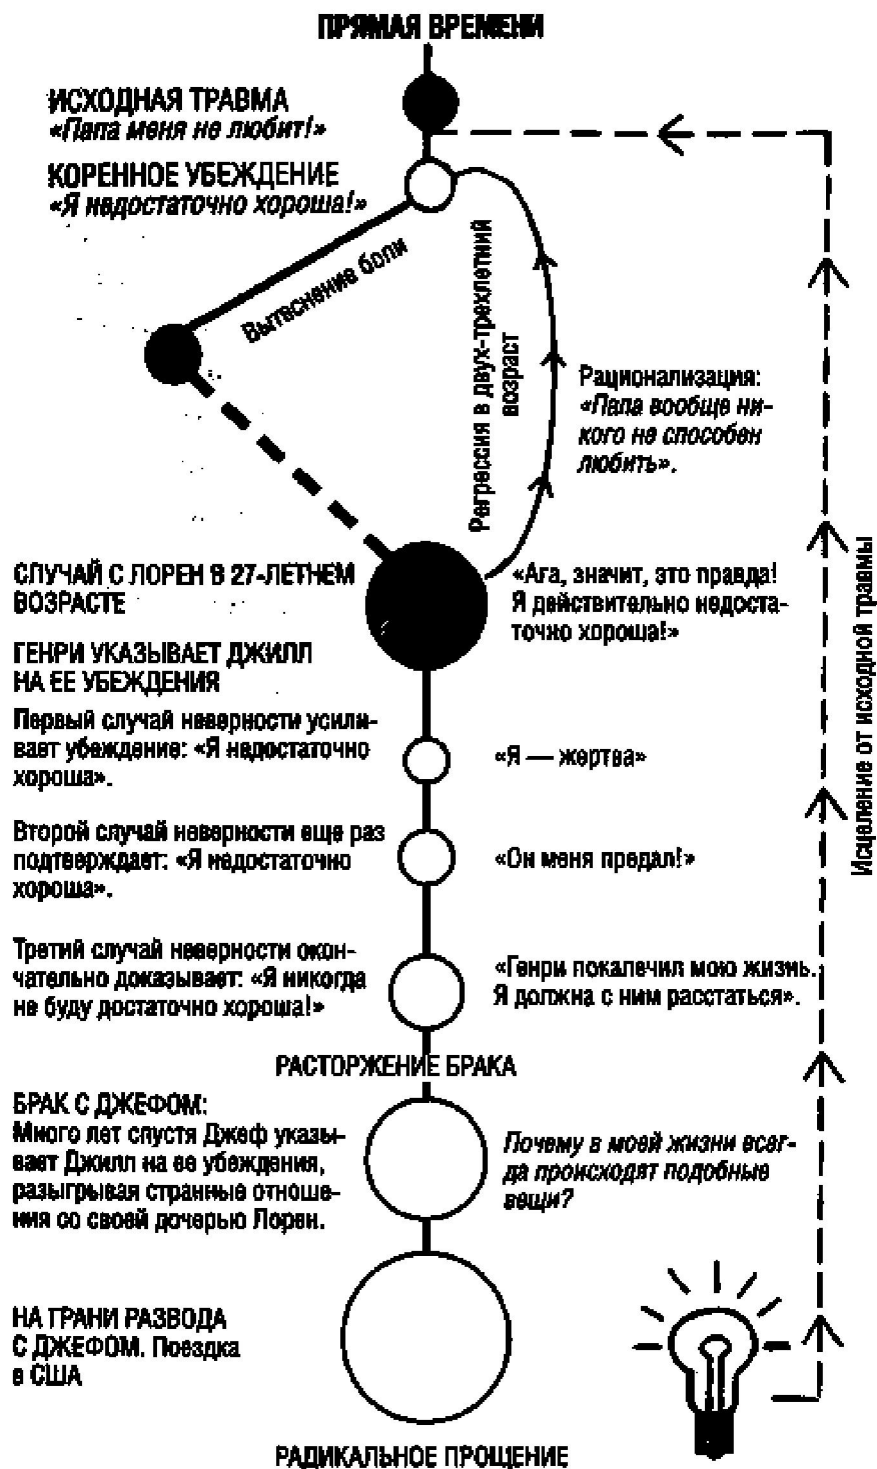 ПРЯМАЯ ВРЕМЕНИ
ИСХОДНАЯ ТРАВМА
«Папа меня не любит!»
КОРЕННОЕ УБЕЖДЕНИЕ
«Я недостаточно хороша!»
Вытеснение боли
Регрессия в двух-трехлетний
возраст
Рационализация:
«Папа вообще ни-
кого не способен
любить».
СЛУЧАЙ С ЛОРЕН В 27-ЛЕТНЕМ
ВОЗРАСТЕ
«Ага, значит, это правда!
Я действительно недоста-
точно хороша!»
ГЕНРИ УКАЗЫВАЕТ ДЖИЛЛ
НА ЕЕ УБЕЖДЕНИЯ
Первый случай неверности усили-
вает убеждение: «Я недостаточно
хороша».
«Я — жертва»
Второй случай неверности еще раз
подтверждает: «Я недостаточно
хороша».
«Он меня предал!»
Третий случай неверности окон-
чательно доказывает: «Я никогда
не буду достаточно хороша!»
«Генри покалечил мою жизнь.
Я должна с ним расстаться».
РАСТОРЖЕНИЕ БРАКА
БРАК С ДЖЕФОМ:
Много лет спустя Джеф указы-
вает Джилл на ее убеждения,
разыгрывая странные отноше-
ния со своей дочерью Лорен.
Почему в моей жизни всег-
да происходят подобные
вещи?
НА ГРАНИ РАЗВОДА
С ДЖЕФОМ. Поездка
в США
РАДИКАЛЬНОЕ ПРОЩЕНИЕ
Исцеление от исходной травмы